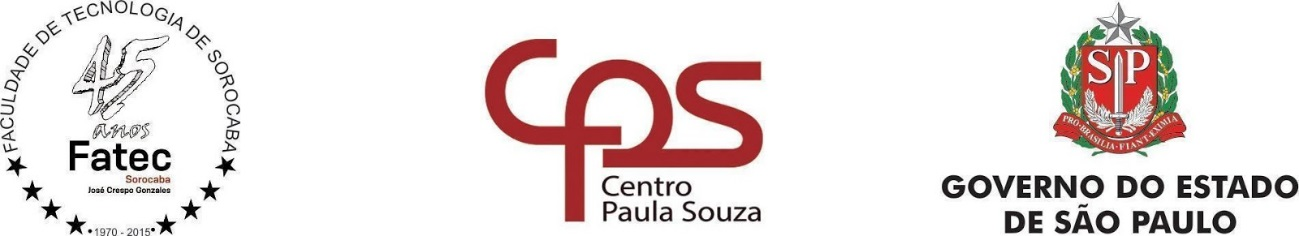 FACULDADE DE TECNOLOGIA DE SOROCABA
45
anos
Fatec
Sorocaba
José Crespo Gonzales
•1970 - 2015•
CPS
Centro
Paula Souza
SP
PRO·BRASILIA·FIANT·EXIMIA
GOVERNO DO ESTADO
DE SÃO PAULO